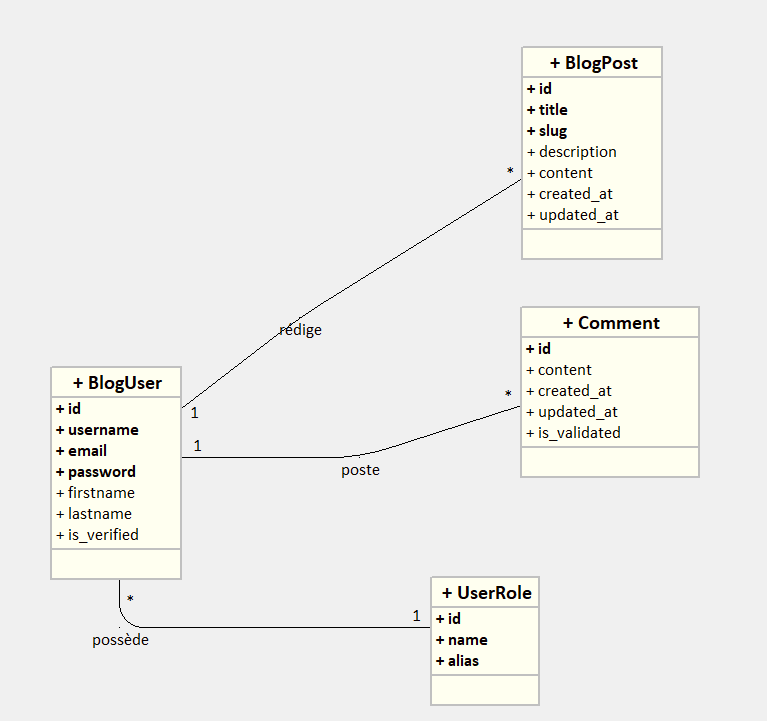 + BlogPost
+ id
+ title
+ slug
+ description
+ content
+ created_at
+ updated_at
*
rédige
1
+ Comment
+ id
+ content
+ created_at
+ updated_at
+ is_validated
*
1
poste
+ BlogUser
+ id
+ username
+ email
+ password
+ firstname
+ lastname
+ is_verified
*
1
possède
+ UserRole
+ id
+ name
+ alias